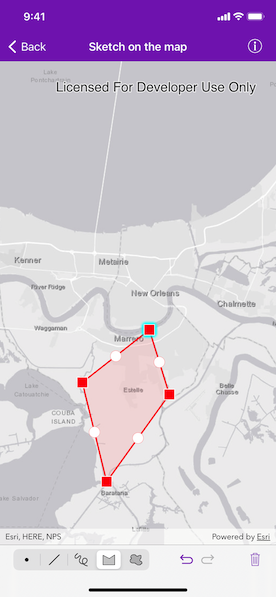 9:41
Back
Sketch on the map
Lake
Pontchartrain
Licensed For Developer Use Only
Kenner
Metairie
River Ridge
New Orleans
Chalmette
Waggaman
Marrero
Lake
Cataouatche
Estelle
Belle
Chasse
COUBA
ISLAND
Lake Salvador
Barataria
Lafitte
Esri, HERE, NPS
Powered by Esri